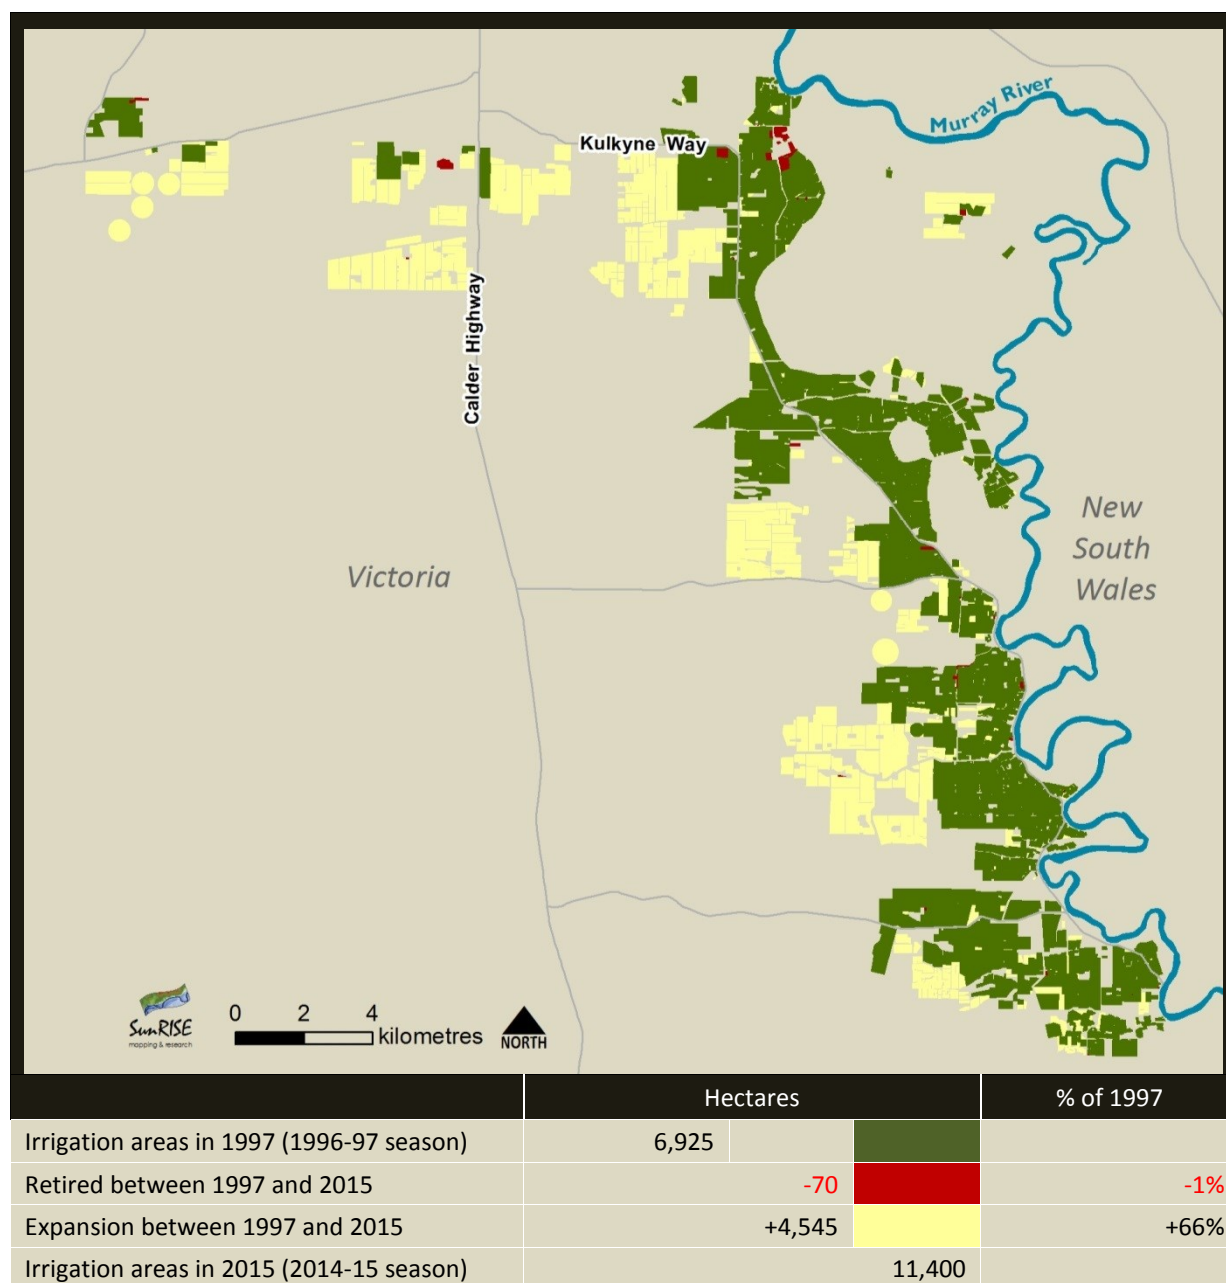 Murray River
Kulkyne Way
Calder Highway
New
South
Wales
Victoria
SunRISE
mapping & research
0 2 4
kilometres
NORTH
Hectares % of 1997
Irrigation areas in 1997 (1996-97 season) 6,925
Retired between 1997 and 2015 -70 -1%
Expansion between 1997 and 2015 +4,545 +66%
Irrigation areas in 2015 (2014-15 season) 11,400